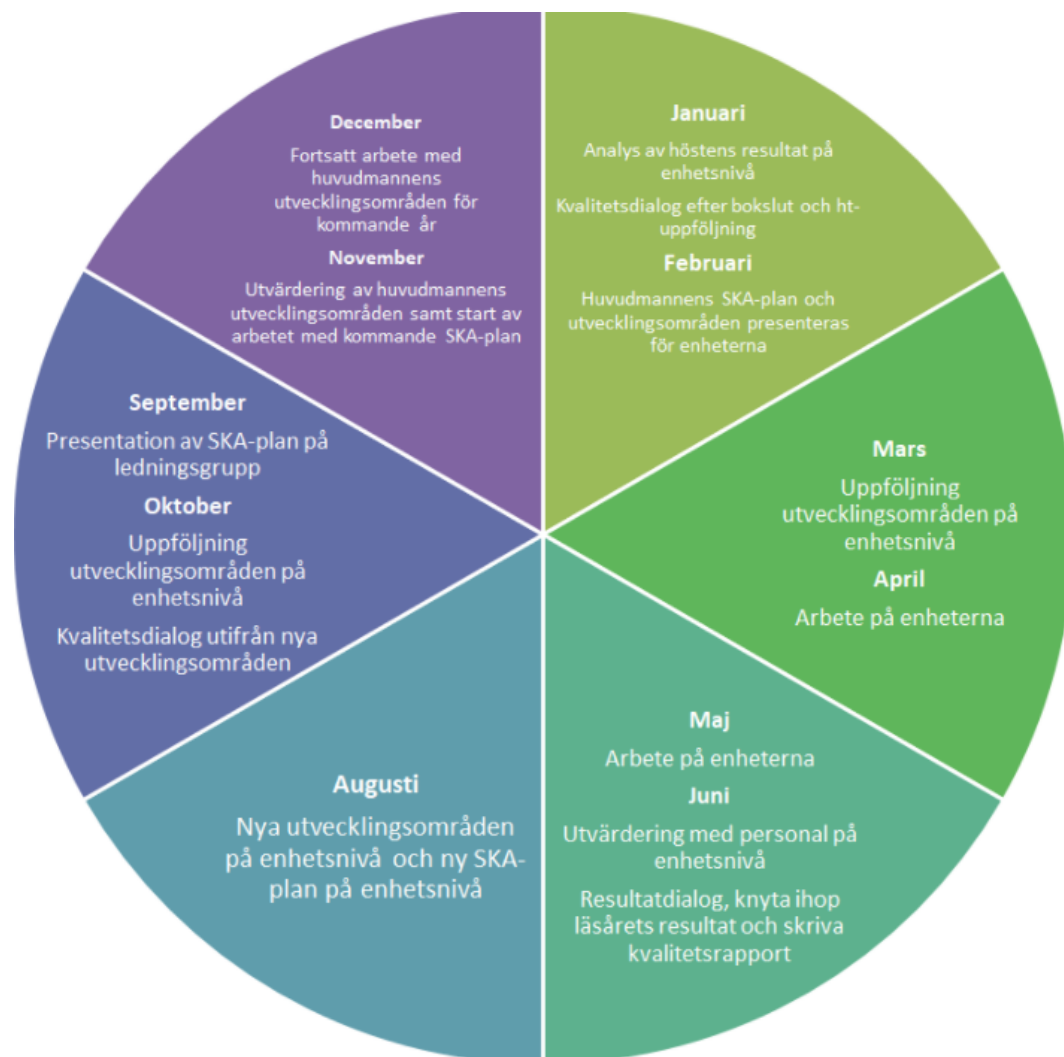 Januari
Analys av höstens resultat på
enhetsnivå
Kvalitetsdialog efter bokslut och ht-
uppföljning
Februari
Huvudmannens SKA-plan och
utvecklingsområden presenteras
för enheterna
Mars
Uppföljning
utvecklingsområden på
enhetsnivå
April
Arbete på enheterna
Maj
Arbete på enheterna
Juni
Utvärdering med personal på
enhetsnivå
Resultatdialog, knyta ihop
läsårets resultat och skriva
kvalitetsrapport
Augusti
Nya utvecklingsområden
på enhetsnivå och ny SKA-
plan på enhetsnivå
September
Presentation av SKA-plan på
ledningsgrupp
Oktober
Uppföljning
utvecklingsområden på
enhetsnivå
Kvalitetsdialog utifrån nya
utvecklingsområden
December
Fortsatt arbete med
huvudmannens
utvecklingsområden för
kommande år
November
Utvärdering av huvudmannens
utvecklingsområden samt start av
arbetet med kommande SKA-plan